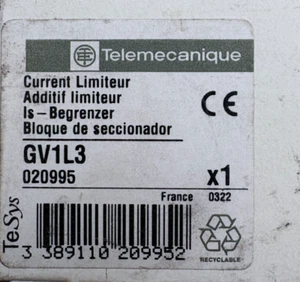 Telemecanique
Current Limiteur
Additif limiteur
Is-Begrenzer
Bloque de seccionador
CE
GV1L3
020995
x1
France 0322
TeSys
3 389110 209952
RECYCLABLE